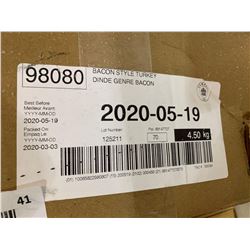 98080
BACON STYLE TURKEY
DINDE GENRE BACON
Best Before
Meilleur Avant
YYYY-MM-DD
2020-05-19
2020-05-19
Packed On
Empaq Le
YYYY-MM-DD
2020-03-03
Lot Number
125211
70
4.50 kg
41